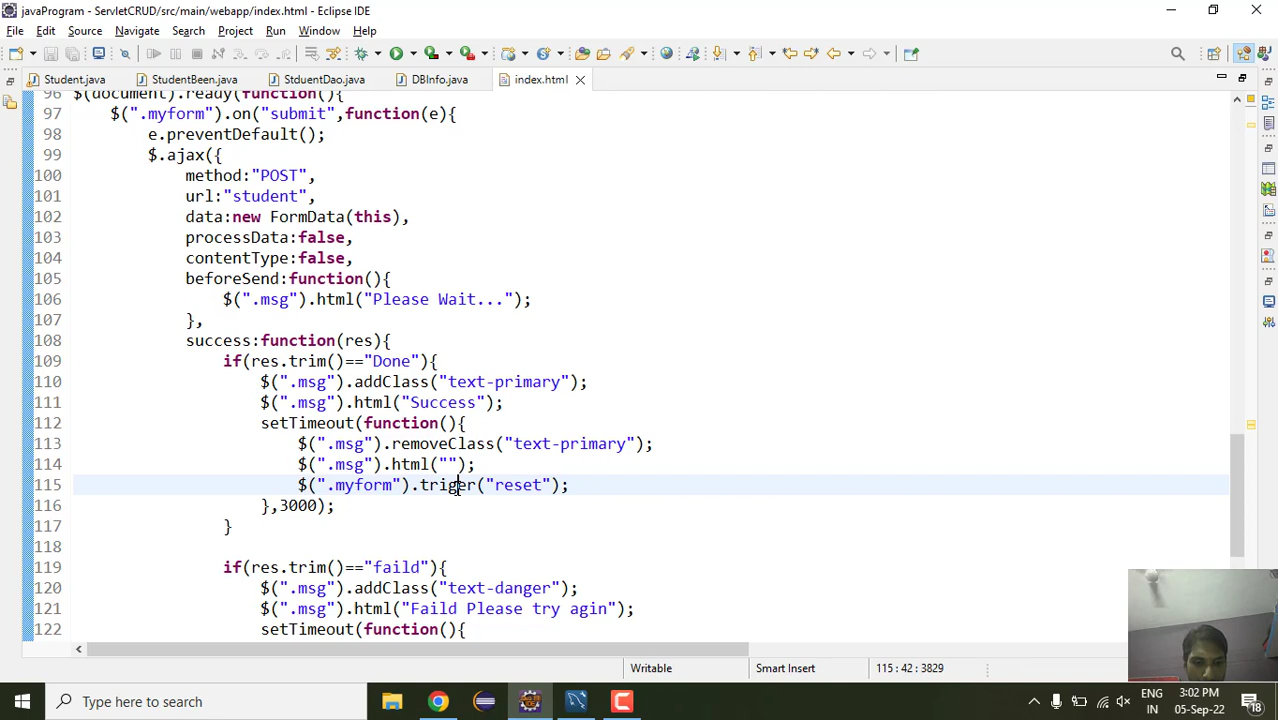 javaProgram - ServletCRUD/src/main/webapp/index.html - Eclipse IDE
File Edit Source Navigate Search Project Run Window Help
Student.java StudentBeen.java StduentDao.java DBInfo.java index.html
96 $(document).ready(function(){
97 $(".myform").on("submit",function(e){
98 e.preventDefault();
99 $.ajax({
100 method:"POST",
101 url:"student",
102 data:new FormData(this),
103 processData:false,
104 contentType:false,
105 beforeSend:function(){
106 $(".msg").html("Please Wait...");
107 },
108 success:function(res){
109 if(res.trim()=="Done"){
110 $(".msg").addClass("text-primary");
111 $(".msg").html("Success");
112 setTimeout(function(){
113 $(".msg").removeClass("text-primary");
114 $(".msg").html("");
115 $(".myform").triger("reset");
116 },3000);
117 }
118
119 if(res.trim()=="faild"){
120 $(".msg").addClass("text-danger");
121 $(".msg").html("Faild Please try agin");
122 setTimeout(function(){
Writable Smart Insert 115 : 42 : 3829
Type here to search
ENG
IN
3:02 PM
05-Sep-22
18